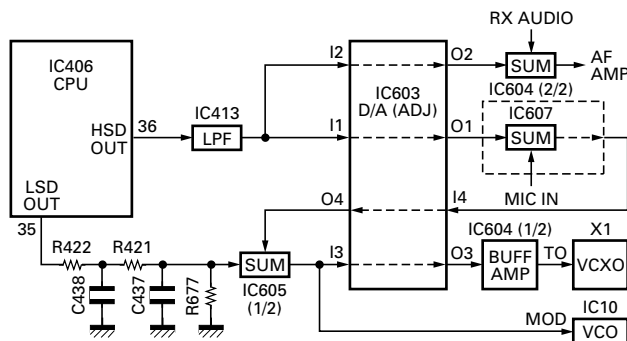 RX AUDIO
IC406
CPU
I2
O2
SUM
AF
AMP
IC604 (2/2)
IC413
IC603
D/A (ADJ)
HSD
OUT
36
LPF
I1
O1
IC607
SUM
LSD
OUT
35
O4
I4
MIC IN
IC604 (1/2)
X1
R422
R421
SUM
I3
O3
BUFF
AMP
TO
VCXO
C438
C437
R677
IC605
(1/2)
IC10
MOD
VCO